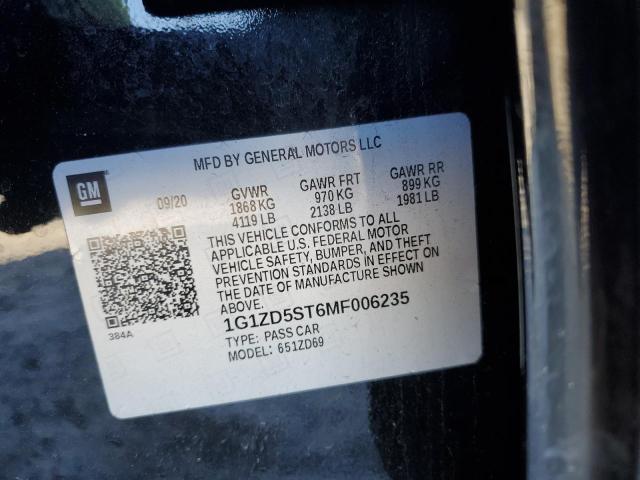 MFD BY GENERAL MOTORS LLC
GM
09/20
GVWR
1868 KG
4119 LB
GAWR FRT
970 KG
2138 LB
GAWR RR
899 KG
1981 LB
THIS VEHICLE CONFORMS TO ALL
APPLICABLE U.S. FEDERAL MOTOR
VEHICLE SAFETY, BUMPER, AND THEFT
PREVENTION STANDARDS IN EFFECT ON
THE DATE OF MANUFACTURE SHOWN
ABOVE.
1G1ZD5ST6MF006235
TYPE: PASS CAR
MODEL: 651ZD69
384A